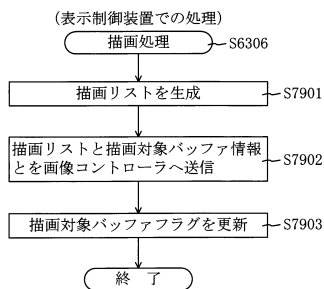 (表示制御装置での処理)
描画処理
S6306
描画リストを生成
S7901
描画リストと描画対象バッファ情報
とを画像コントローラへ送信
S7902
描画対象バッファフラグを更新
S7903
終 了